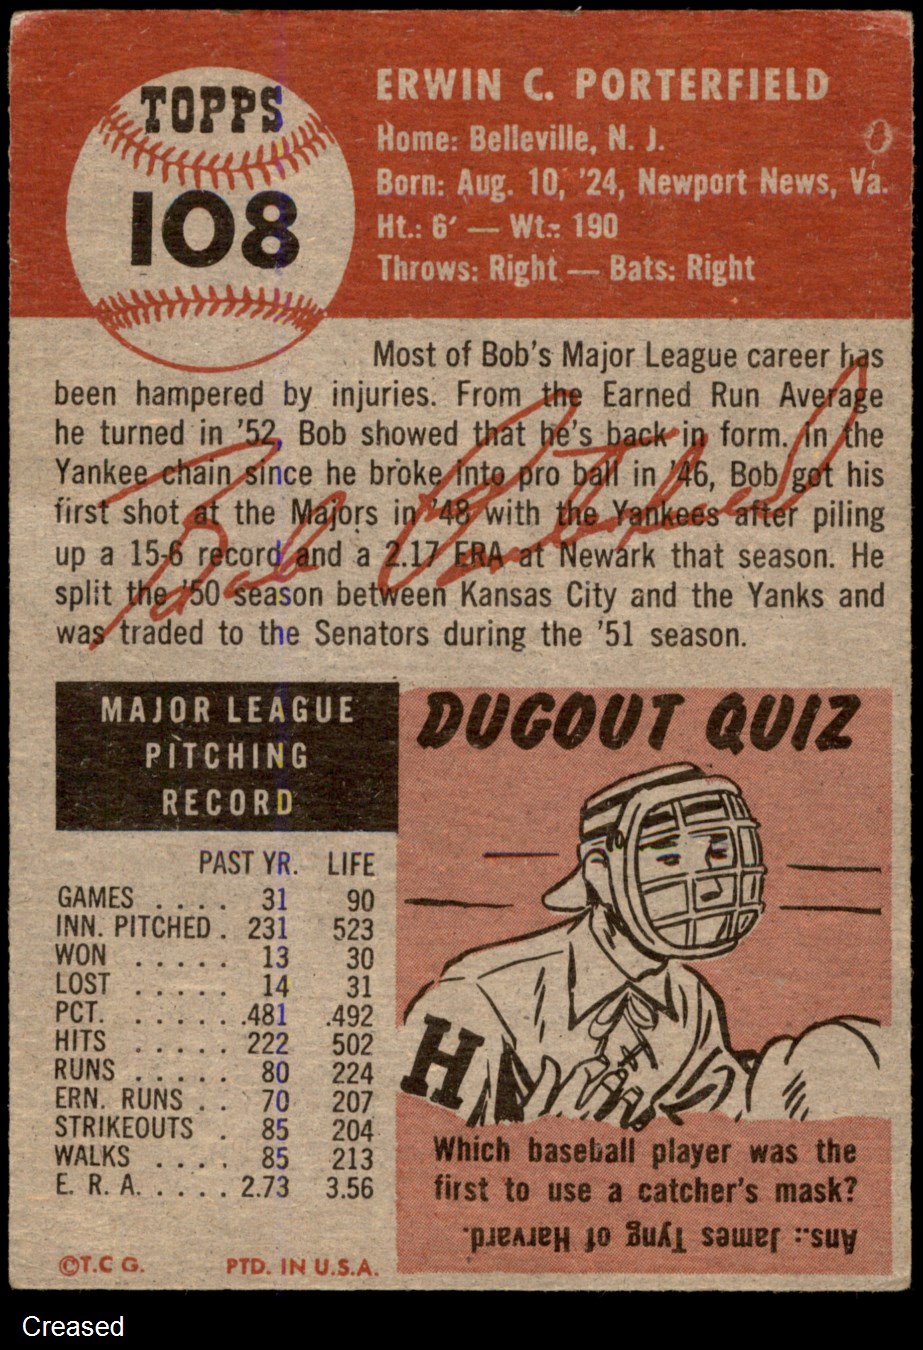 TOPPS
108
ERWIN C. PORTERFIELD
Home: Belleville, N. J.
Born: Aug. 10, '24, Newport News, Va.
Ht.: 6' — Wt.: 190
Throws: Right — Bats: Right
Most of Bob's Major League career has
been hampered by injuries. From the Earned Run Average
he turned in '52, Bob showed that he's back in form. In the
Yankee chain since he broke into pro ball in '46, Bob got his
first shot at the Majors in '48 with the Yankees after piling
up a 15-6 record and a 2.17 ERA at Newark that season. He
split the '50 season between Kansas City and the Yanks and
was traded to the Senators during the '51 season.
Bob Porterfield
MAJOR LEAGUE
PITCHING
RECORD
PAST YR. LIFE
GAMES . . . . 31 90
INN. PITCHED . 231 523
WON . . . . . 13 30
LOST . . . . . 14 31
PCT. . . . . . .481 .492
HITS . . . . . 222 502
RUNS . . . . . 80 224
ERN. RUNS . . 70 207
STRIKEOUTS . 85 204
WALKS . . . . 85 213
E. R. A. . . . . 2.73 3.56
©T.C G. PTD. IN U.S.A.
DUGOUT QUIZ
H
Which baseball player was the
first to use a catcher's mask?
Ans.: James Tyng of Harvard.
Creased